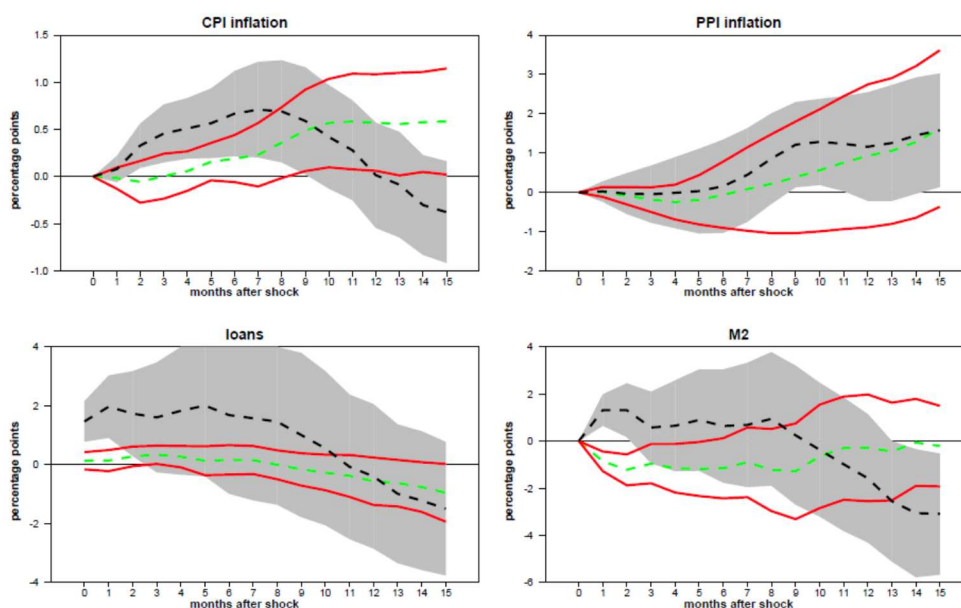 CPI inflation
percentage points
1.5
1.0
0.5
0.0
-0.5
-1.0
0 1 2 3 4 5 6 7 8 9 10 11 12 13 14 15
months after shock
PPI inflation
percentage points
4
3
2
1
0
-1
-2
0 1 2 3 4 5 6 7 8 9 10 11 12 13 14 15
months after shock
loans
percentage points
4
2
0
-2
-4
0 1 2 3 4 5 6 7 8 9 10 11 12 13 14 15
months after shock
M2
percentage points
4
2
0
-2
-4
-6
0 1 2 3 4 5 6 7 8 9 10 11 12 13 14 15
months after shock